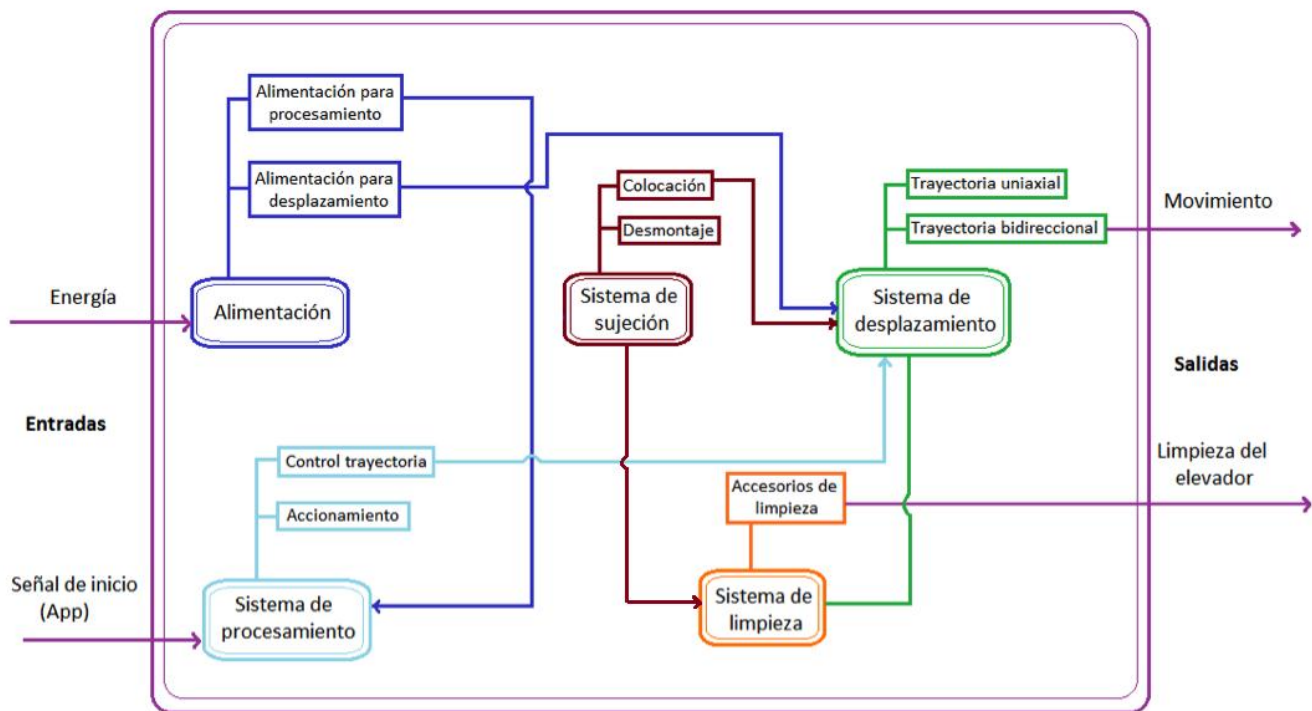 Alimentación para
procesamiento
Alimentación para
desplazamiento
Colocación
Desmontaje
Trayectoria uniaxial
Trayectoria bidireccional
Movimiento
Energía
Alimentación
Sistema de
sujeción
Sistema de
desplazamiento
Salidas
Entradas
Control trayectoria
Accionamiento
Accesorios de
limpieza
Limpieza del
elevador
Señal de inicio
(App)
Sistema de
procesamiento
Sistema de
limpieza